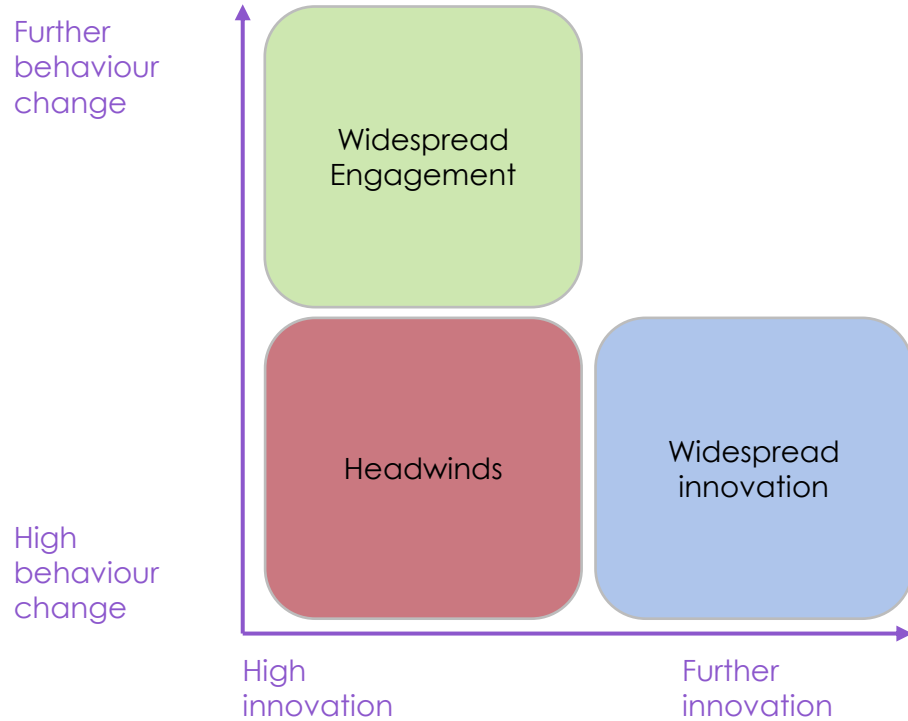 Further
behaviour
change
Widespread
Engagement
Headwinds
Widespread
innovation
High
behaviour
change
High
innovation
Further
innovation